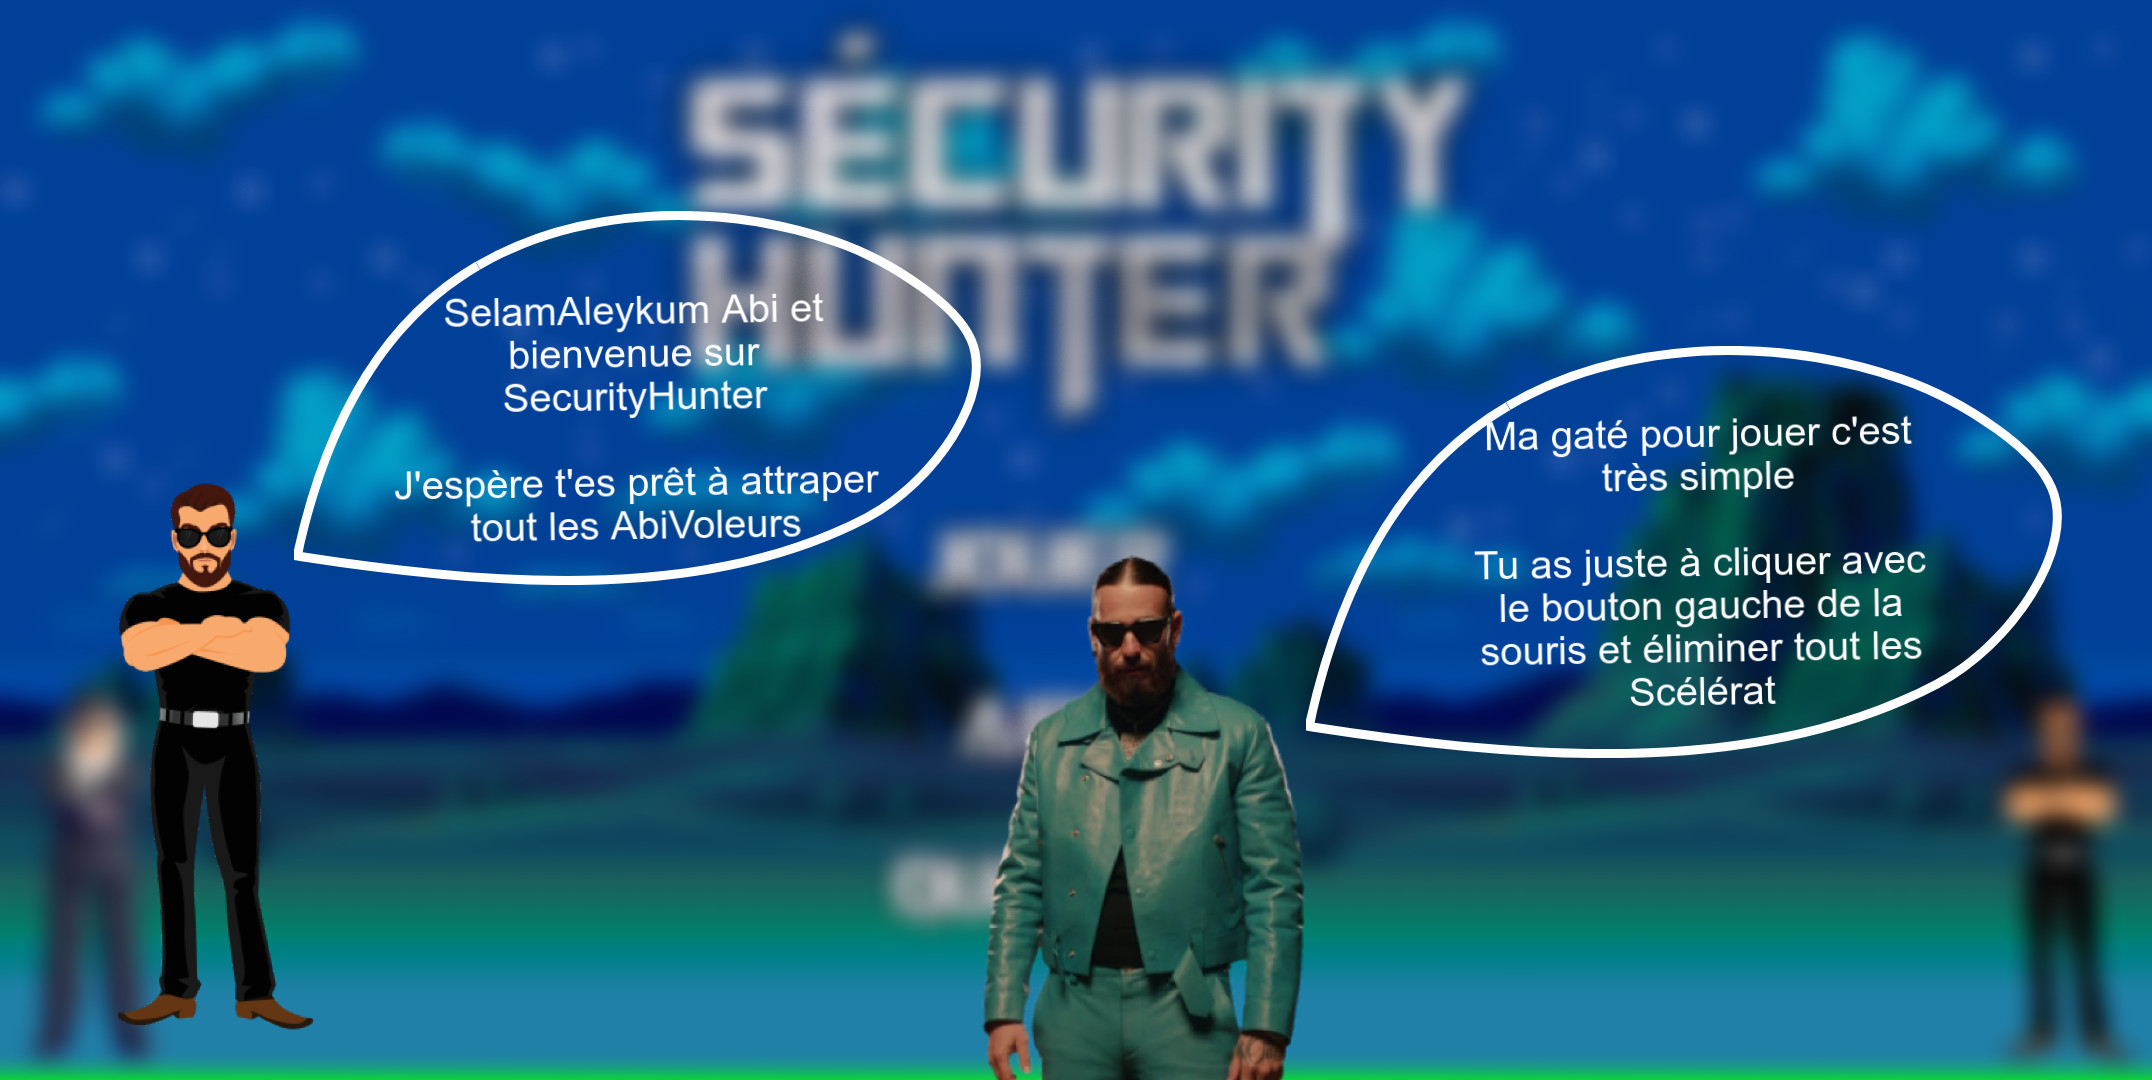 SÉCURITY
HUNTER
SelamAleykum Abi et
bienvenue sur
SecurityHunter
J'espère t'es prêt à attraper
tout les AbiVoleurs
Ma gaté pour jouer c'est
très simple
Tu as juste à cliquer avec
le bouton gauche de la
souris et éliminer tout les
Scélérat
JOUER